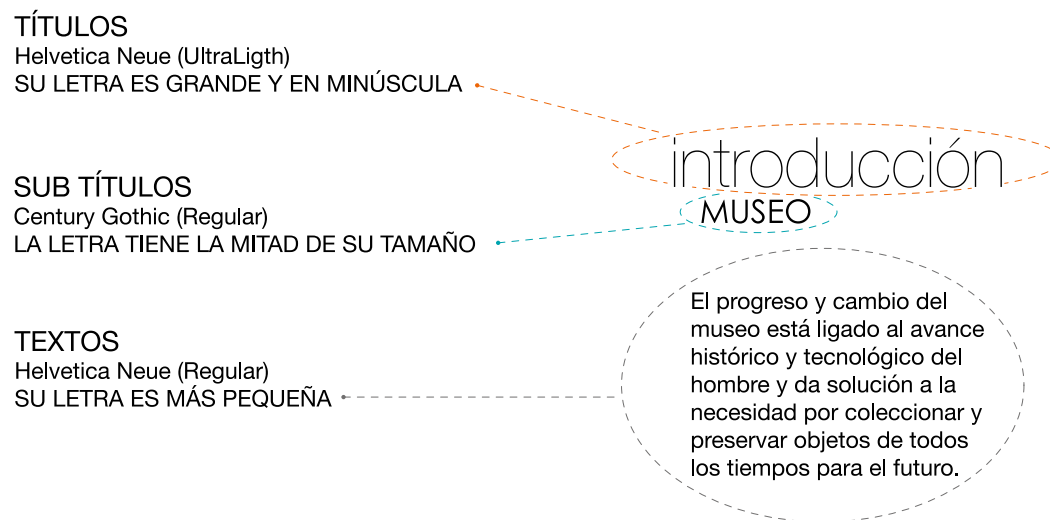 TÍTULOS
Helvetica Neue (UltraLigth)
SU LETRA ES GRANDE Y EN MINÚSCULA
introducción
MUSEO
SUB TÍTULOS
Century Gothic (Regular)
LA LETRA TIENE LA MITAD DE SU TAMAÑO
El progreso y cambio del
museo está ligado al avance
histórico y tecnológico del
hombre y da solución a la
necesidad por coleccionar y
preservar objetos de todos
los tiempos para el futuro.
TEXTOS
Helvetica Neue (Regular)
SU LETRA ES MÁS PEQUEÑA